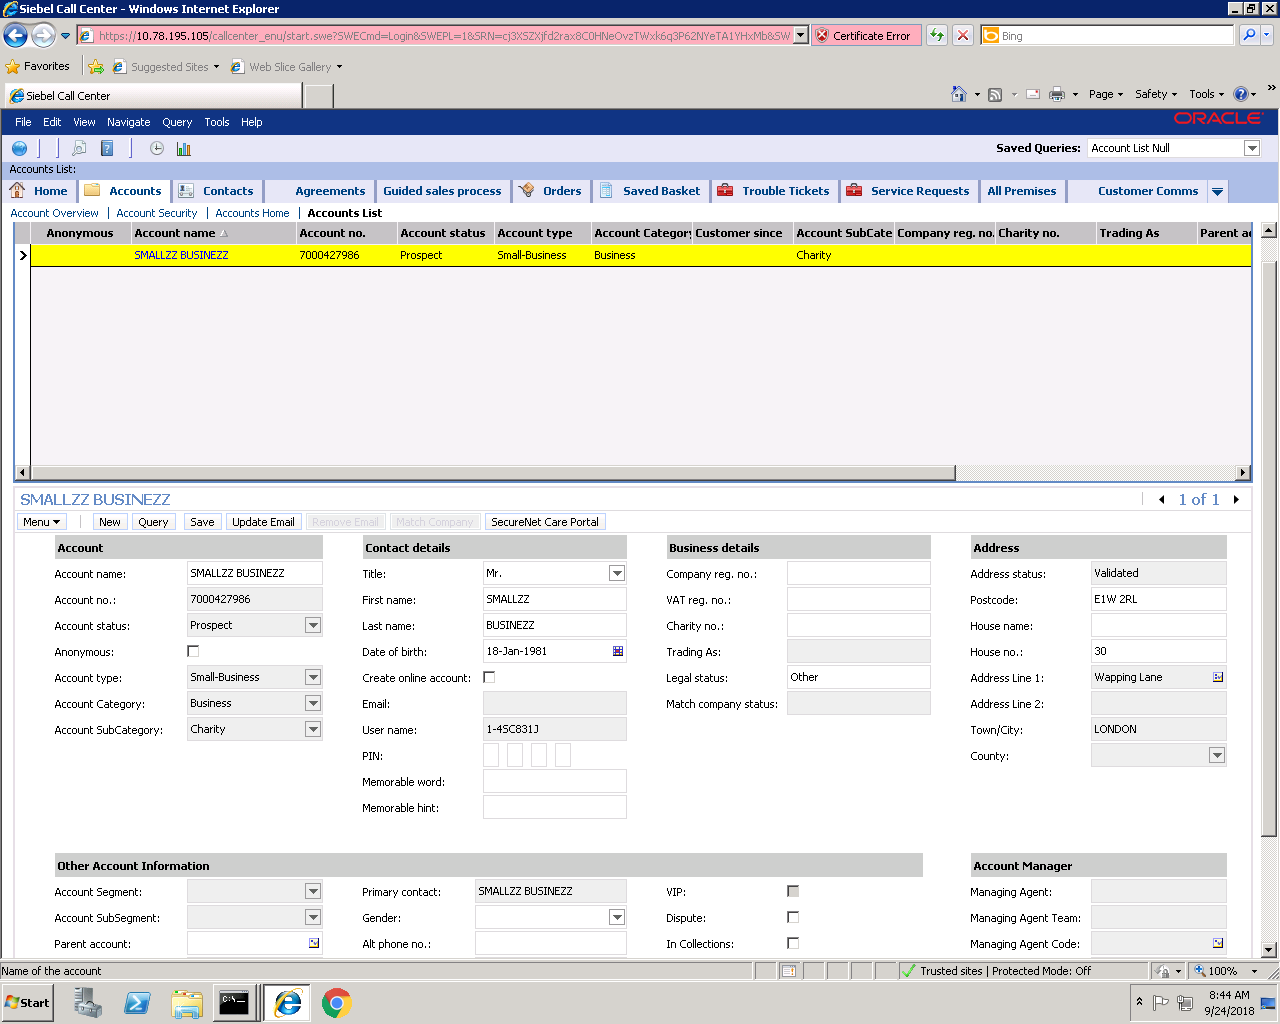 Siebel Call Center - Windows Internet Explorer
https://10.78.195.105/callcenter_enu/start.swe?SWECmd=Login&SWEPL=1&SRN=cj3XSZXjfd2rax8C0HNeOvzTWxk6q3P62NYeTA1YHxMb&SW Certificate Error Bing
Favorites Suggested Sites Web Slice Gallery
Siebel Call Center Page Safety Tools
File Edit View Navigate Query Tools Help ORACLE
Saved Queries: Account List Null
Accounts List:
Home Accounts Contacts Agreements Guided sales process Orders Saved Basket Trouble Tickets Service Requests All Premises Customer Comms
Account Overview | Account Security | Accounts Home | Accounts List
Anonymous Account name Account no. Account status Account type Account Category Customer since Account SubCate Company reg. no. Charity no. Trading As Parent ac
SMALLZZ BUSINEZZ 7000427986 Prospect Small-Business Business Charity
SMALLZZ BUSINEZZ 1 of 1
Menu New Query Save Update Email Remove Email Match Company SecureNet Care Portal
Account Contact details Business details Address
Account name: SMALLZZ BUSINEZZ Title: Mr. Company reg. no.: Address status: Validated
Account no.: 7000427986 First name: SMALLZZ VAT reg. no.: Postcode: E1W 2RL
Account status: Prospect Last name: BUSINEZZ Charity no.: House name:
Anonymous: Date of birth: 18-Jan-1981 Trading As: House no.: 30
Account type: Small-Business Create online account: Legal status: Other Address Line 1: Wapping Lane
Account Category: Business Email: Match company status: Address Line 2:
Account SubCategory: Charity User name: 1-4SC831J Town/City: LONDON
PIN: County:
Memorable word:
Memorable hint:
Other Account Information Account Manager
Account Segment: Primary contact: SMALLZZ BUSINEZZ VIP: Managing Agent:
Account SubSegment: Gender: Dispute: Managing Agent Team:
Parent account: Alt phone no.: In Collections: Managing Agent Code:
Name of the account Trusted sites | Protected Mode: Off 100%
Start 8:44 AM
9/24/2018